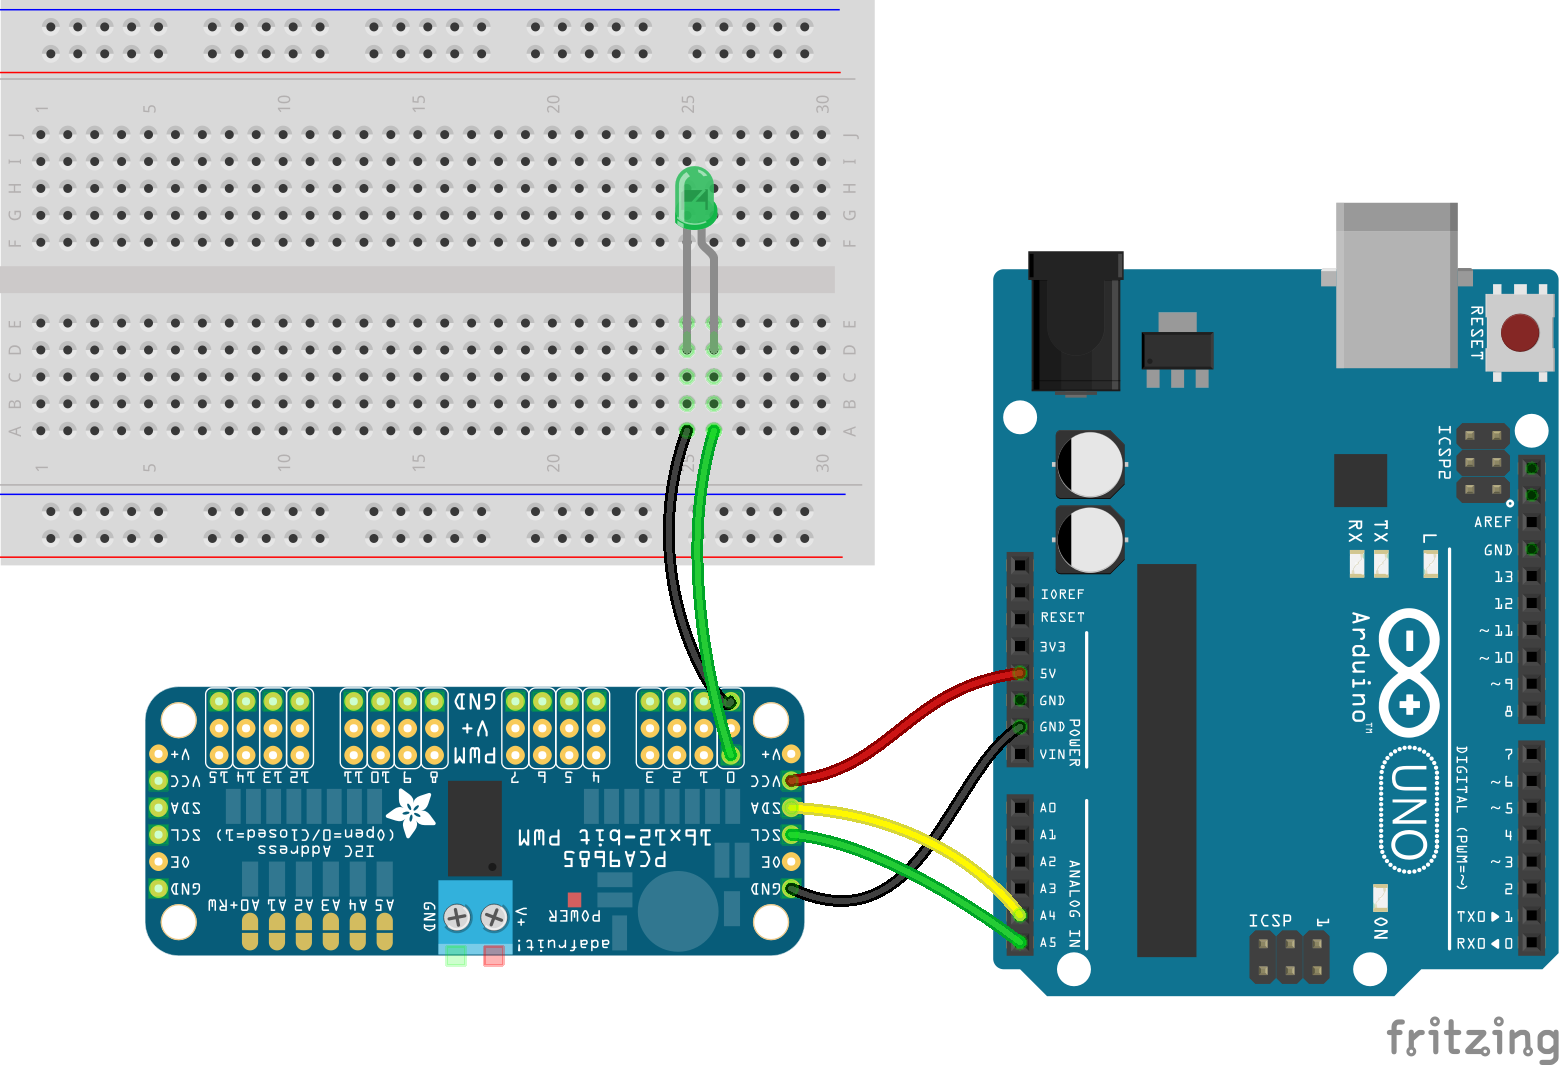 1 5 10 15 20 25 30
J J
I I
H H
G G
F F
E E
D D
C C
B B
A A
1 5 10 15 20 25 30
RESET
ICSP2
AREF
GND
RX TX L
13
12
~11
~10
~9
8
IOREF
RESET
3V3
5V
GND
GND
VIN
POWER
Arduino™
UNO
7
~6
~5
4
~3
2
TX0▶1
RX0◀0
DIGITAL (PWM=~)
A0
A1
A2
A3
A4
A5
ANALOG IN
ICSP 1
ON
GND
V+
PWM
15 14 13 12 11 10 9 8 7 6 5 4 3 2 1 0
V+
VCC
SDA
SCL
OE
GND
V+
VCC
SDA
SCL
OE
GND
16x12-bit PWM
PCA9685
I2C Address
(Open=0/Closed=1)
A5 A4 A3 A2 A1 A0+RW
GND V+
POWER
adafruit!
fritzing